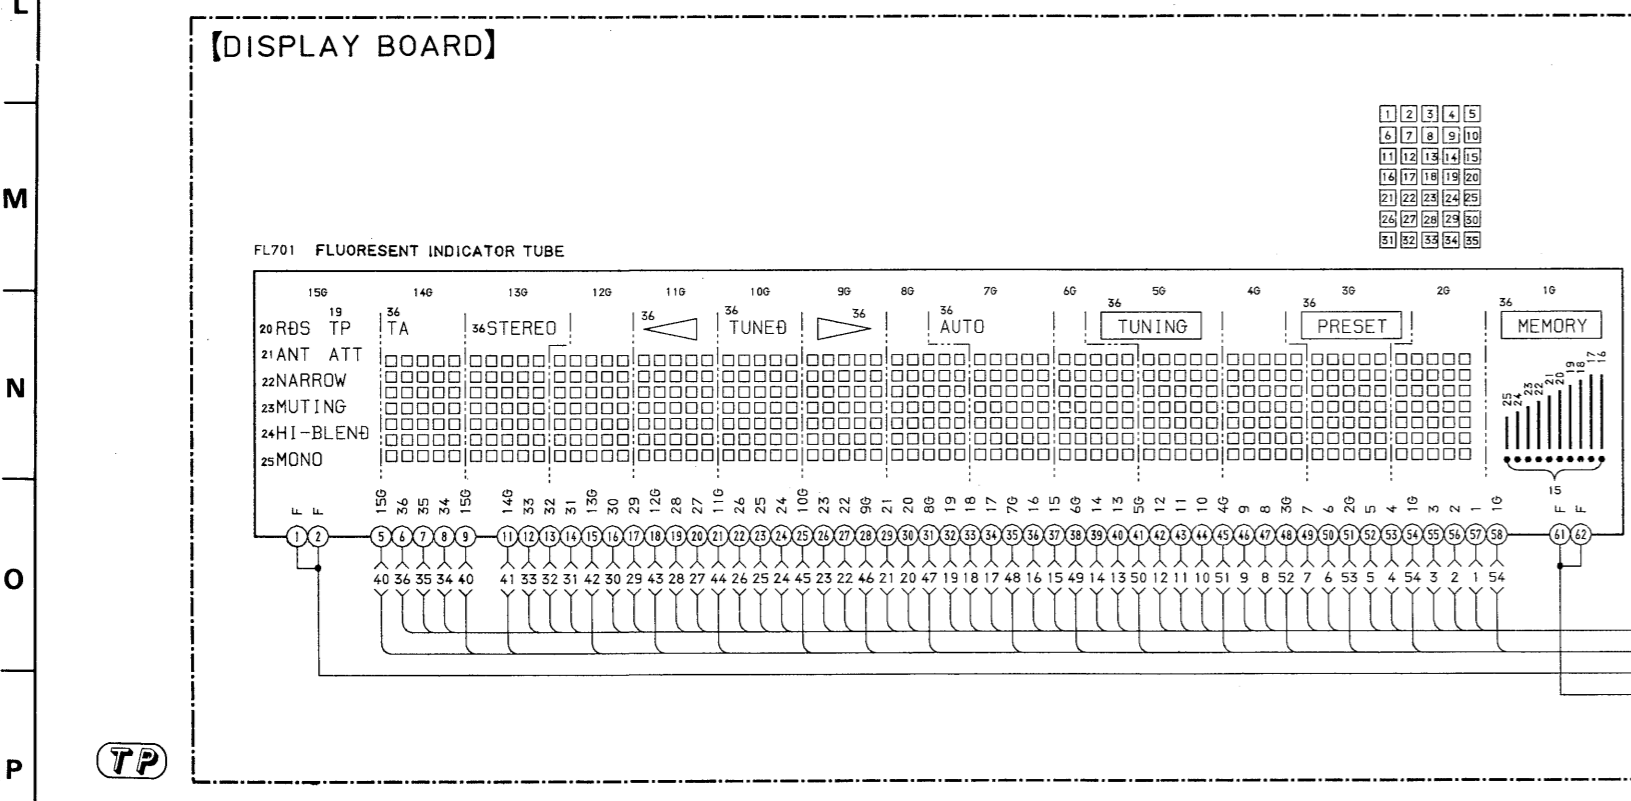 L
【DISPLAY BOARD】
1 2 3 4 5
6 7 8 9 10
11 12 13 14 15
M
16 17 18 19 20
21 22 23 24 25
26 27 28 29 30
31 32 33 34 35
FL701 FLUORESENT INDICATOR TUBE
15G 14G 13G 12G 11G 10G 9G 8G 7G 6G 5G 4G 3G 2G 1G
19 36 36 36 36 36 36 36 36
20 RDS TP TA 36 STEREO TUNED AUTO TUNING PRESET MEMORY
21 ANT ATT
22 NARROW
N
23 MUTING
24 HI-BLEND
25 MONO
25 24 23 22 21 20 19 18 17 16
15
F F 15G 36 35 34 15G 14G 33 32 31 13G 30 29 12G 28 27 11G 26 25 24 10G 23 22 9G 21 20 8G 19 18 17 7G 16 15 6G 14 13 5G 12 11 10 4G 9 8 3G 7 6 2G 5 4 1G 3 2 1 1G F F
1 2 5 6 7 8 9 11 12 13 14 15 16 17 18 19 20 21 22 23 24 25 26 27 28 29 30 31 32 33 34 35 36 37 38 39 40 41 42 43 44 45 46 47 48 49 50 51 52 53 54 55 56 57 58 61 62
O
40 36 35 34 40 41 33 32 31 42 30 29 43 28 27 44 26 25 24 45 23 22 46 21 20 47 19 18 17 48 16 15 49 14 13 50 12 11 10 51 9 8 52 7 6 53 5 4 54 3 2 1 54
P
TP